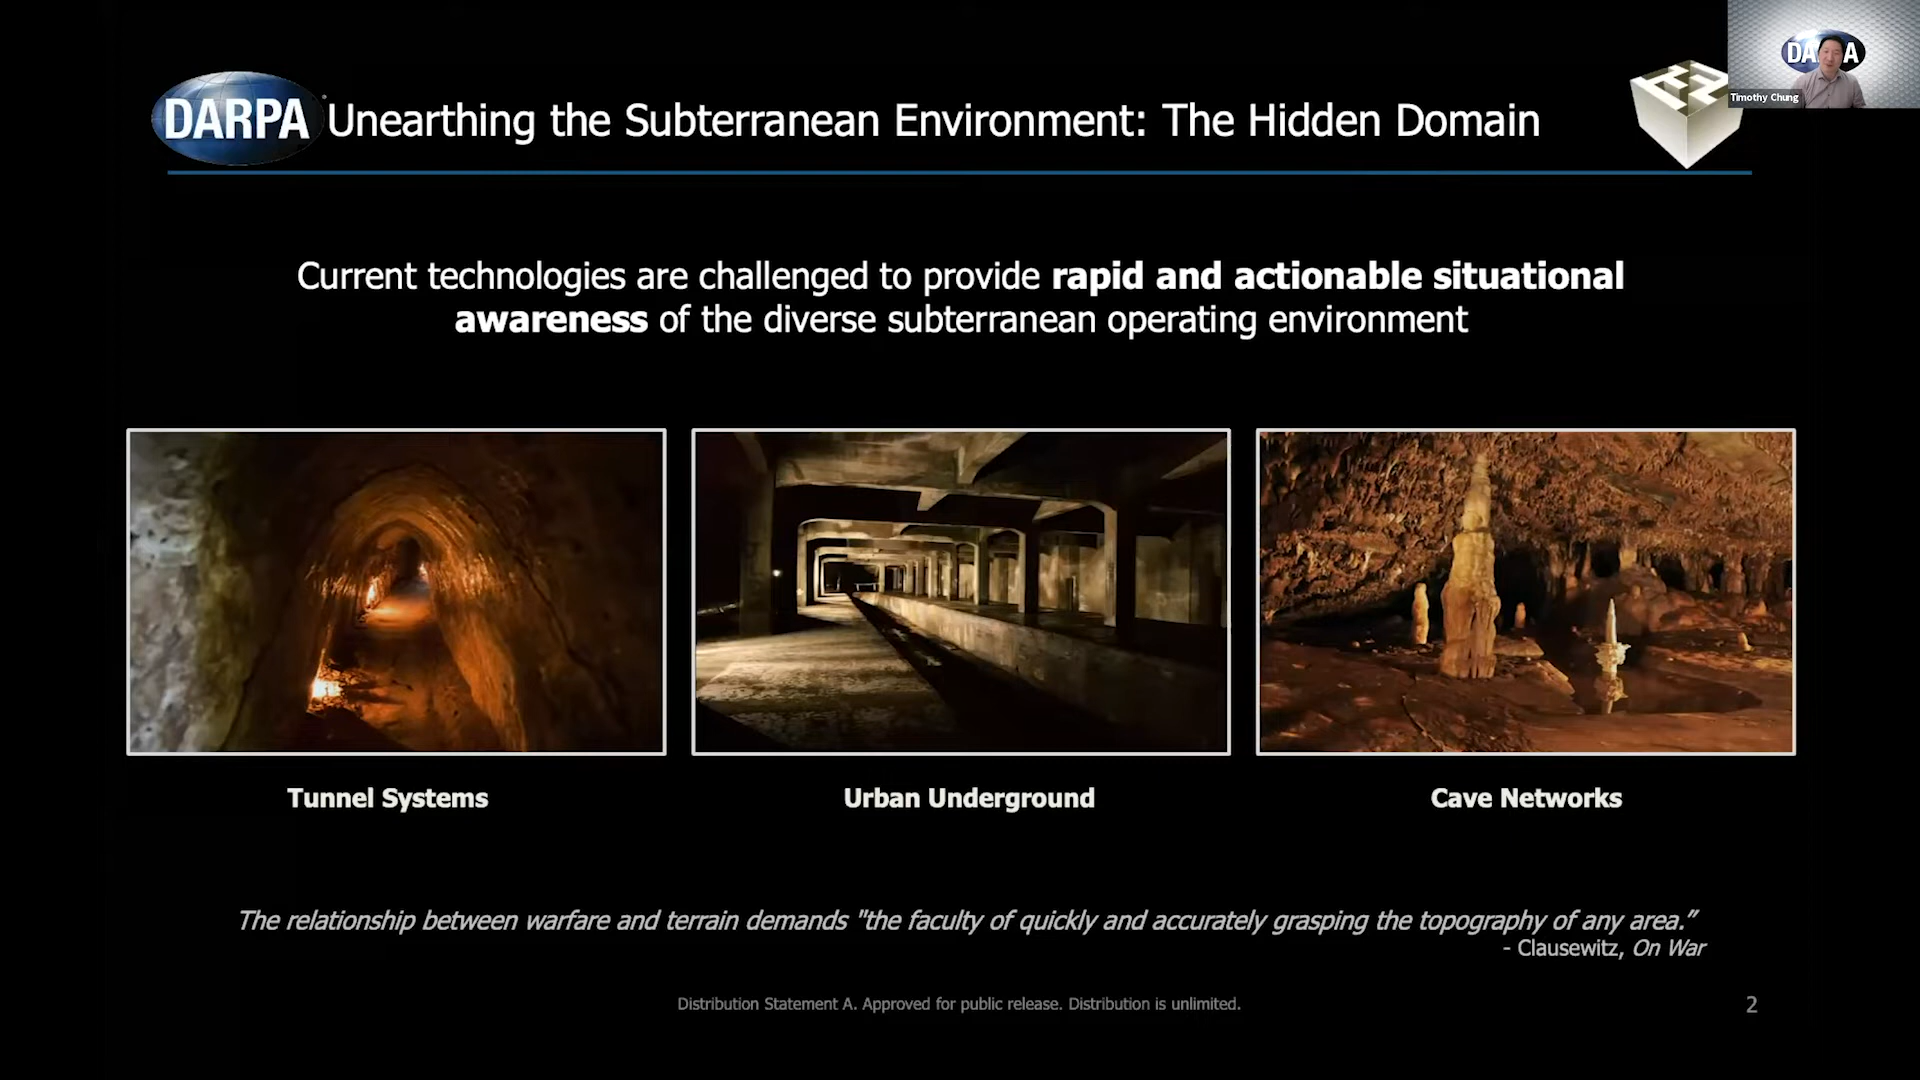 DARPA
Unearthing the Subterranean Environment: The Hidden Domain
DA A
Timothy Chung
Current technologies are challenged to provide rapid and actionable situational
awareness of the diverse subterranean operating environment
Tunnel Systems
Urban Underground
Cave Networks
The relationship between warfare and terrain demands "the faculty of quickly and accurately grasping the topography of any area.”
- Clausewitz, On War
Distribution Statement A. Approved for public release. Distribution is unlimited.
2